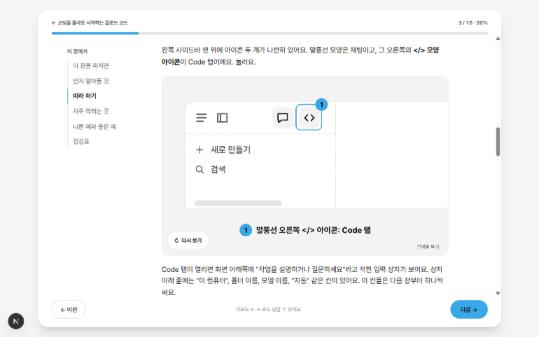 ← 코딩을 몰라도 시작하는 클로드 코드
3 / 15 · 20%
이 장에서
이 장을 마치면
먼저 알아둘 것
따라 하기
자주 막히는 것
나쁜 예와 좋은 예
점검표
왼쪽 사이드바 맨 위에 아이콘 두 개가 나란히 있어요. 말풍선 모양은 채팅이고, 그 오른쪽의 </> 모양
아이콘이 Code 탭이에요. 눌러요.
1
새로 만들기
검색
1 말풍선 오른쪽 </> 아이콘: Code 탭
다시 보기
Code 탭이 열리면 화면 아래쪽에 "작업을 설명하거나 질문하세요"라고 적힌 입력 상자가 보여요. 상자
아래 줄에는 "이 컴퓨터", 폴더 이름, 모델 이름, "자동" 같은 칸이 있어요. 이 칸들은 다음 장부터 하나씩
써요.
← 이전
다음 →
N